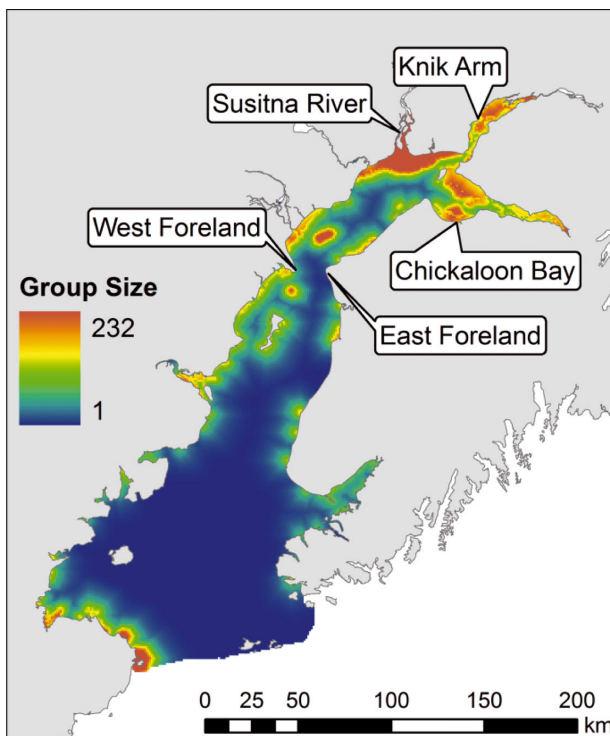 Knik Arm
Susitna River
West Foreland
Chickaloon Bay
Group Size
232
East Foreland
1
0 25 50 100 150 200
km